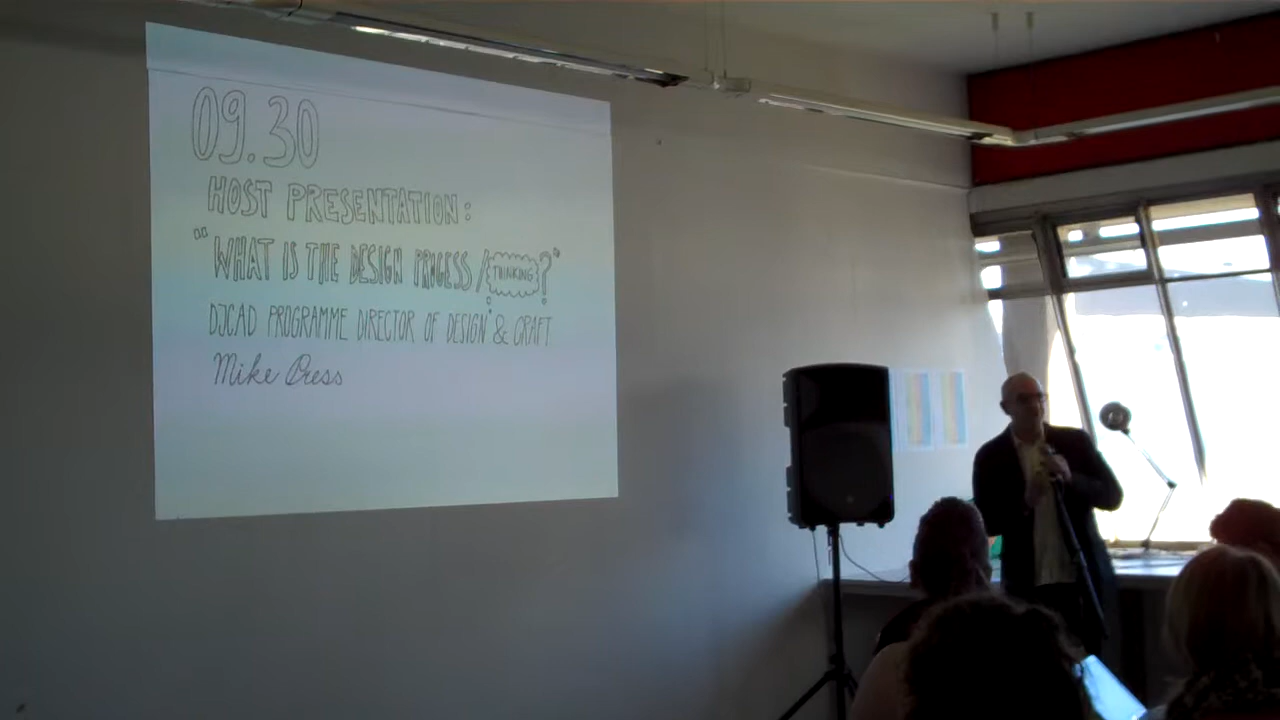 09.30
HOST PRESENTATION:
"WHAT IS THE DESIGN PROCESS/THINKING?"
DJCAD PROGRAMME DIRECTOR OF DESIGN & CRAFT
Mike Press